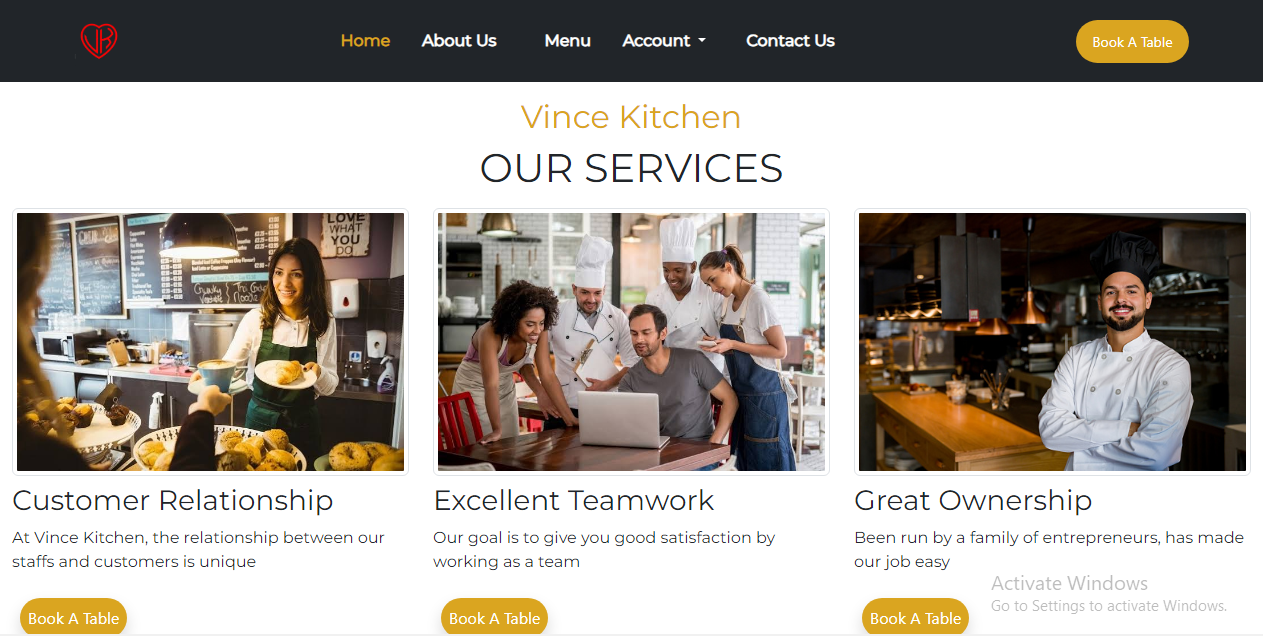 Home About Us Menu Account Contact Us Book A Table
Vince Kitchen
OUR SERVICES
LOVE
WHAT
YOU
DO
Customer Relationship
At Vince Kitchen, the relationship between our
staffs and customers is unique
Book A Table
Excellent Teamwork
Our goal is to give you good satisfaction by
working as a team
Book A Table
Great Ownership
Been run by a family of entrepreneurs, has made
our job easy
Book A Table
Activate Windows
Go to Settings to activate Windows.